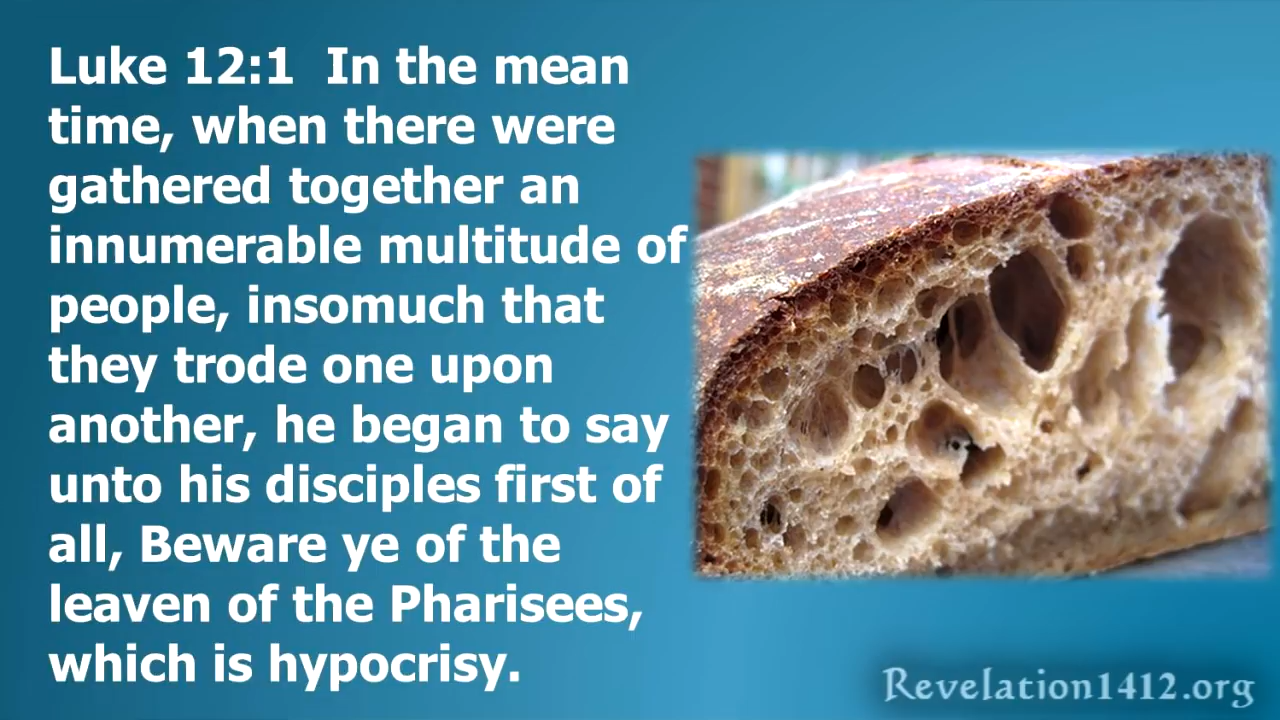 Luke 12:1  In the mean
time, when there were
gathered together an
innumerable multitude of
people, insomuch that
they trode one upon
another, he began to say
unto his disciples first of
all, Beware ye of the
leaven of the Pharisees,
which is hypocrisy.
Revelation1412.org